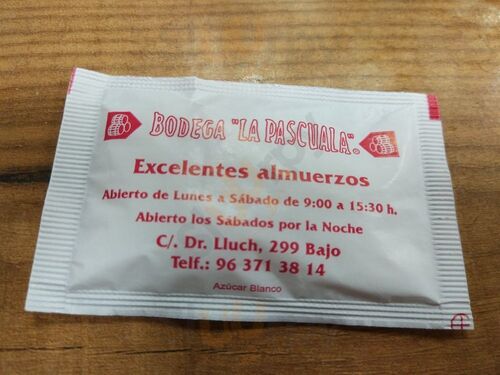 BODEGA "LA PASCUALA".
Excelentes almuerzos
Abierto de Lunes a Sábado de 9:00 a 15:30 h.
Abierto los Sábados por la Noche
C/. Dr. Lluch, 299 Bajo
Telf.: 96 371 38 14
Azúcar Blanco